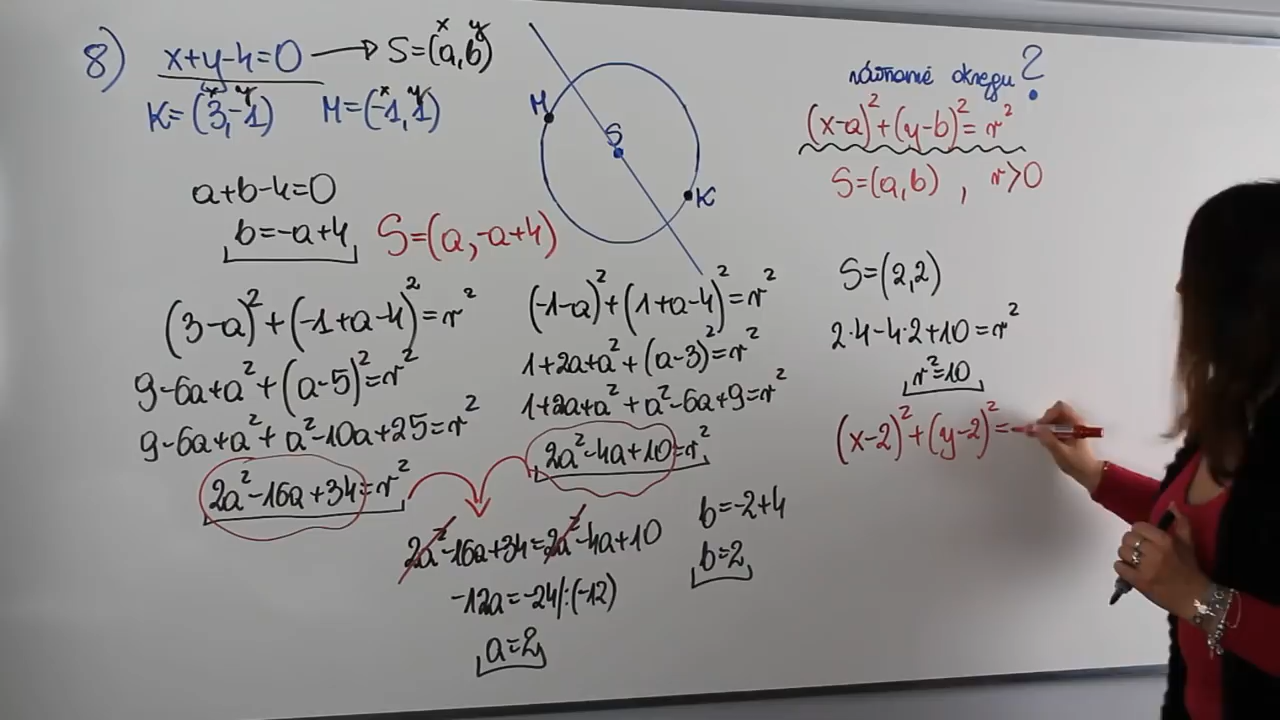 8) x+y-4=0 → S=(a,b)
x y
x y
x y
K=(3,-1) M=(-1,1)
a+b-4=0
b=-a+4 S=(a,-a+4)
(3-a)²+(-1+a-4)²=r²
9-6a+a²+(a-5)²=r²
9-6a+a²+a²-10a+25=r²
2a²-16a+34=r²
M
S
K
(-1-a)²+(1+a-4)²=r²
1+2a+a²+(a-3)²=r²
1+2a+a²+a²-6a+9=r²
2a²-4a+10=r²
2a²-16a+34=2a²-4a+10
-12a=-24/:(-12)
a=2
b=-2+4
b=2
równanie okręgu?
(x-a)²+(y-b)²=r²
S=(a,b), r>0
S=(2,2)
2·4-4·2+10=r²
r²=10
(x-2)²+(y-2)²=